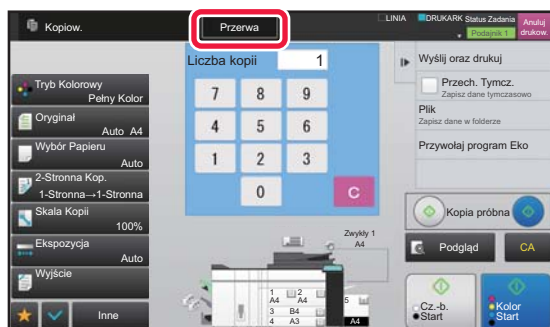 Kopiow.
Przerwa
LINIA
DRUKARK
Status Zadania
Podajnik 1
Anuluj
drukow.
Tryb Kolorowy
Pełny Kolor
Oryginał
Auto A4
Wybór Papieru
Auto
2-Stronna Kop.
1-Stronna→1-Stronna
Skala Kopii
100%
Ekspozycja
Auto
Wyjście
Inne
Liczba kopii 1
7 8 9
4 5 6
1 2 3
0 C
Zwykły 1
A4
1 A4
2 A4
3 B4
4 A3
5
A4
Wyślij oraz drukuj
Przech. Tymcz.
Zapisz dane tymczasowo
Plik
Zapisz dane w folderze
Przywołaj program Eko
Kopia próbna
Podgląd
CA
Cz.-b.
Start
Kolor
Start